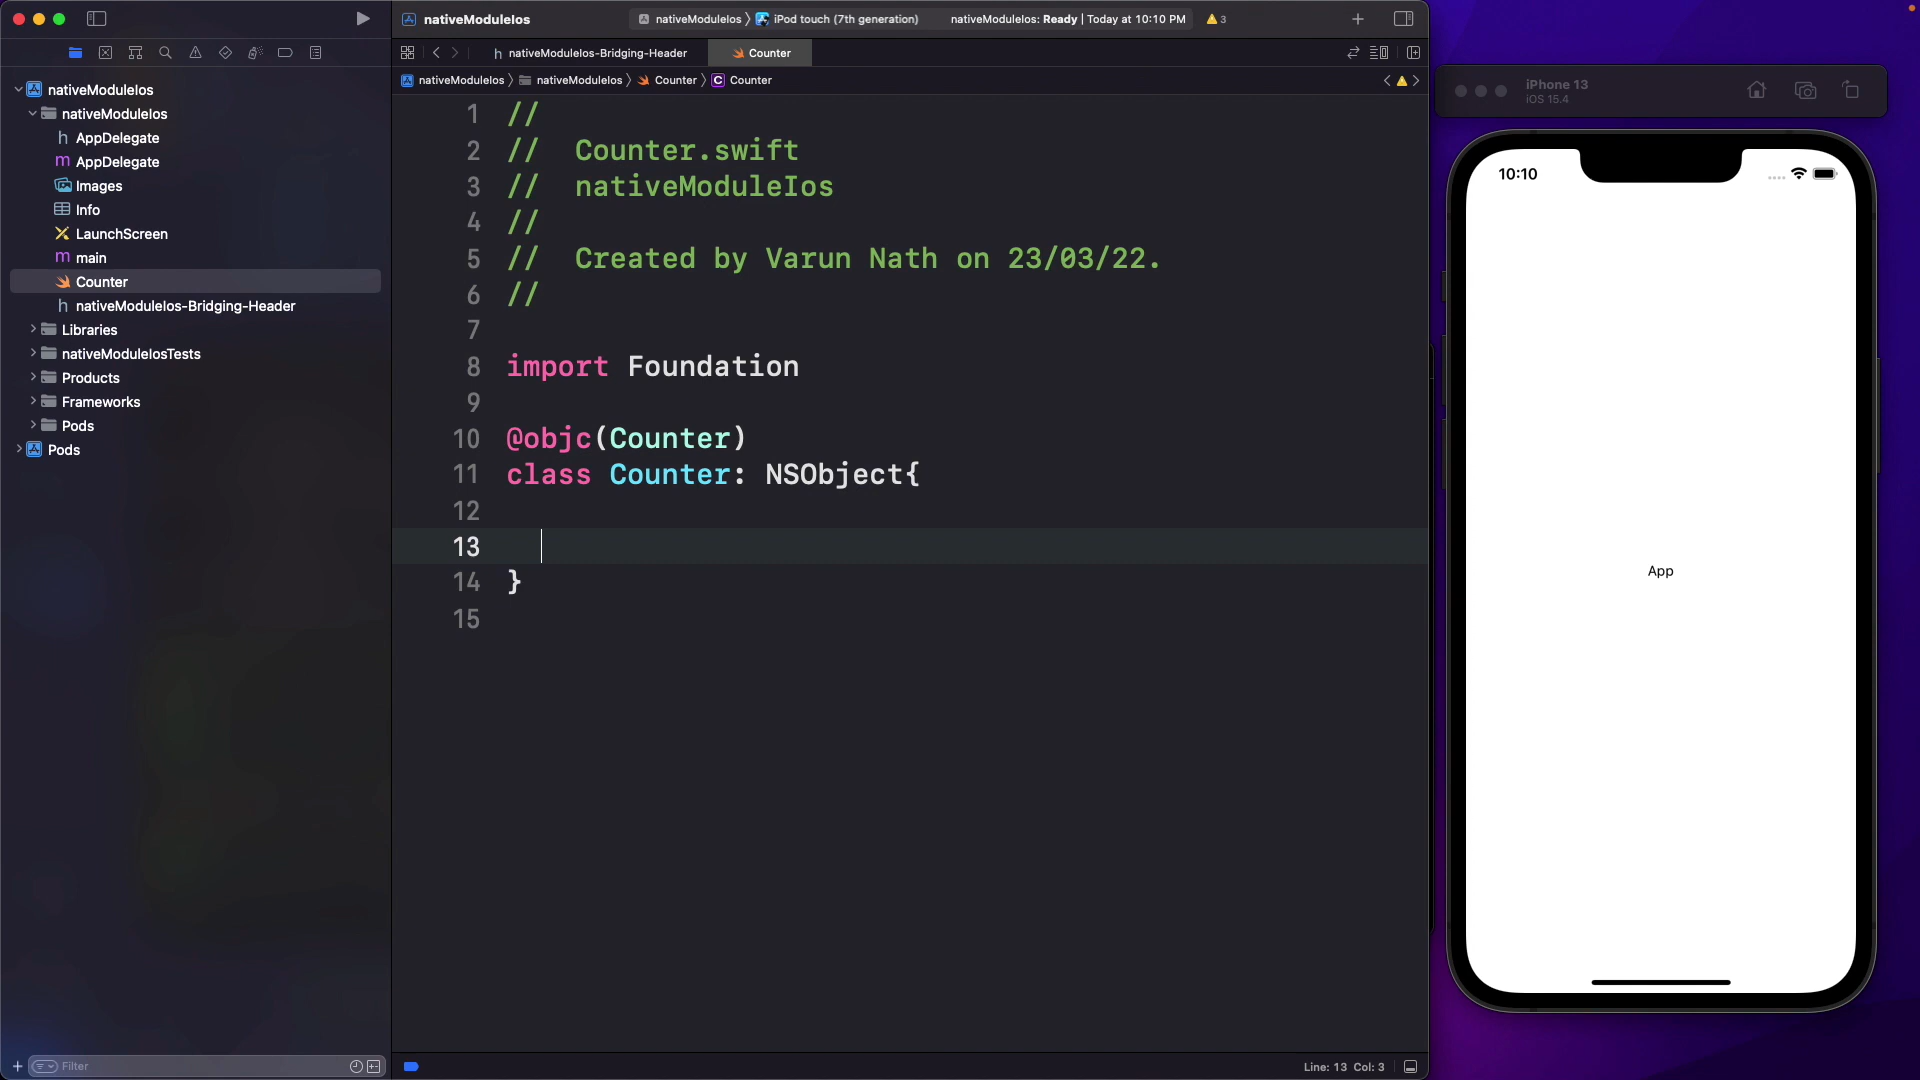 nativeModuleIos
nativeModuleIos
iPod touch (7th generation)
nativeModuleIos: Ready | Today at 10:10 PM
3
nativeModuleIos-Bridging-Header
Counter
nativeModuleIos
nativeModuleIos
Counter
C
Counter
nativeModuleIos
nativeModuleIos
h AppDelegate
m AppDelegate
Images
Info
LaunchScreen
m main
Counter
h nativeModuleIos-Bridging-Header
Libraries
nativeModuleIosTests
Products
Frameworks
Pods
Pods
Filter
1 //
2 //  Counter.swift
3 //  nativeModuleIos
4 //
5 //  Created by Varun Nath on 23/03/22.
6 //
7
8 import Foundation
9
10 @objc(Counter)
11 class Counter: NSObject{
12
13
14 }
15
Line: 13 Col: 3
iPhone 13
iOS 15.4
10:10
App